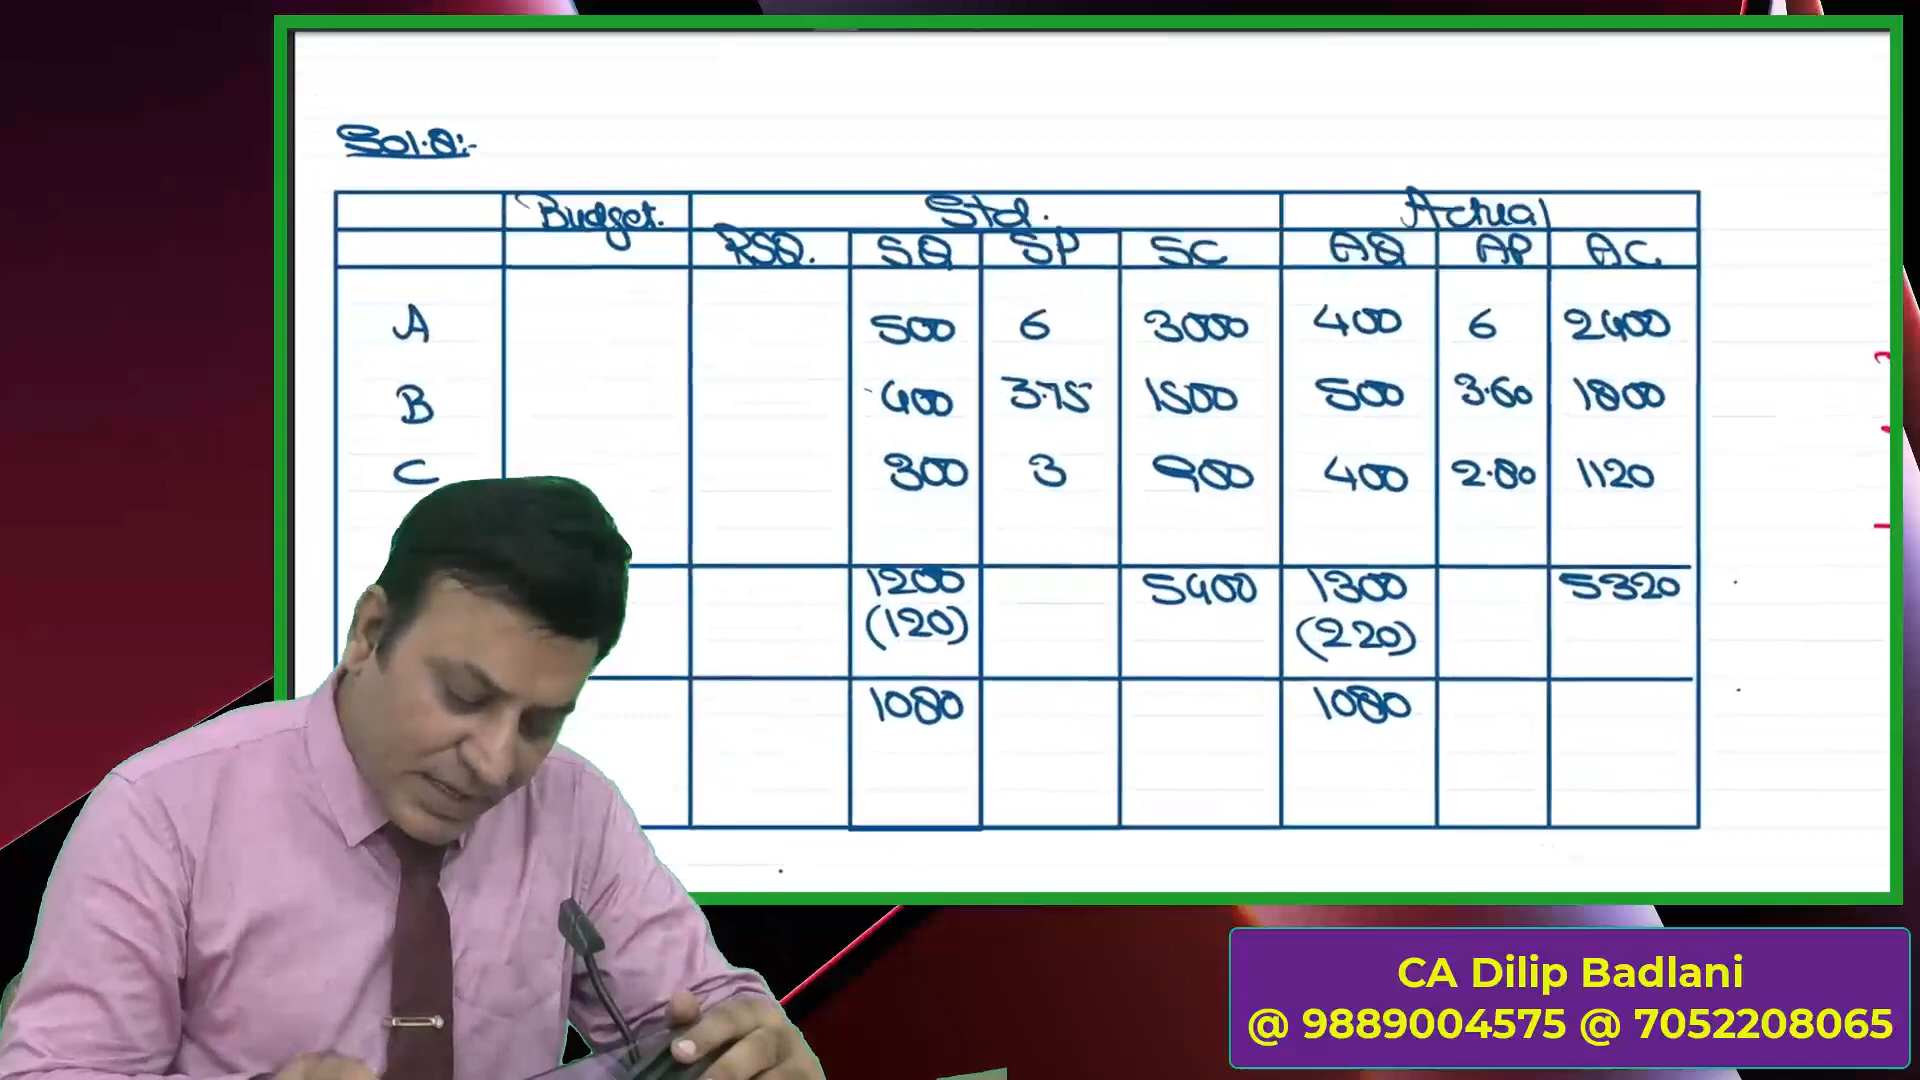 Sol.8:-
Budget. Std. Actual
RSQ. SQ SP SC AQ AP AC
A 500 6 3000 400 6 2400
B 400 3.75 1500 500 3.60 1800
C 300 3 900 400 2.80 1120
1200 5400 1300 5320
(120) (220)
1080 1080
CA Dilip Badlani
@ 9889004575 @ 7052208065